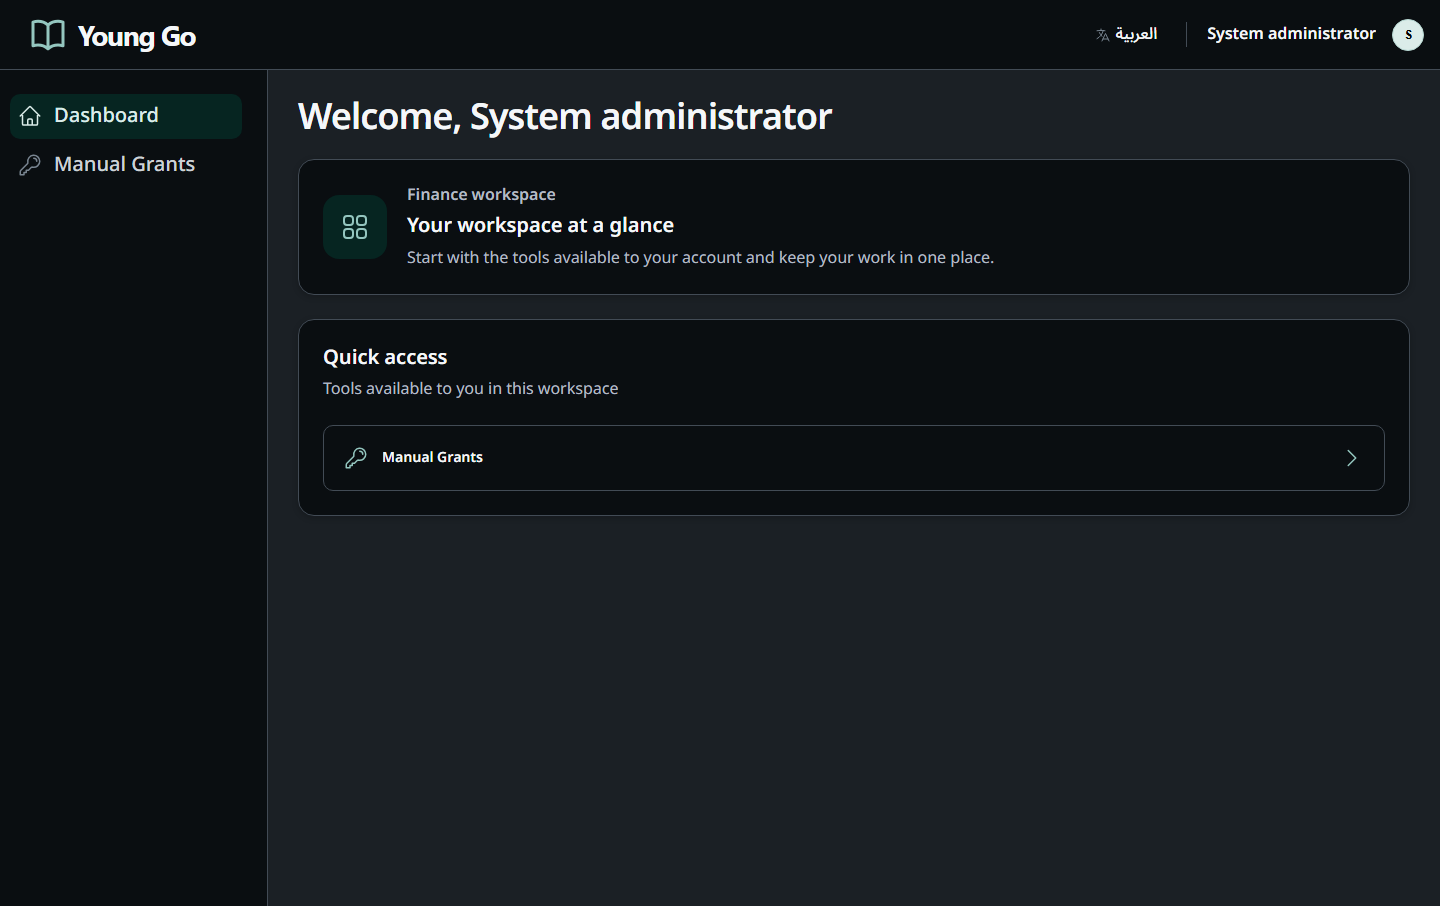 Young Go
العربية
System administrator
S
Dashboard
Manual Grants
Welcome, System administrator
Finance workspace
Your workspace at a glance
Start with the tools available to your account and keep your work in one place.
Quick access
Tools available to you in this workspace
Manual Grants